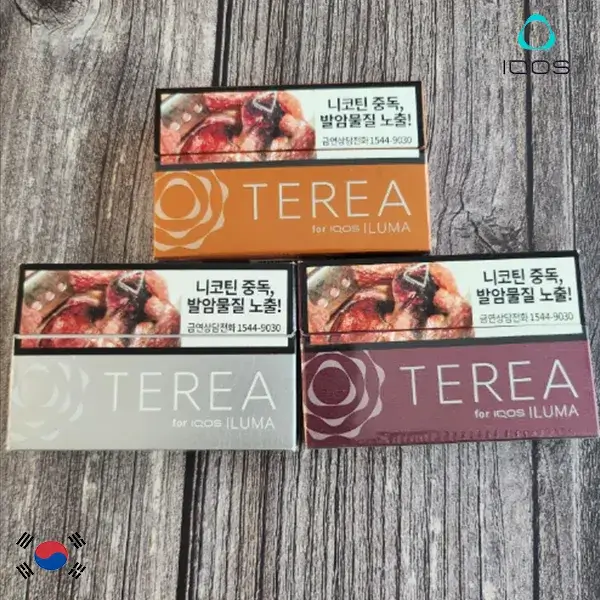 IQOS
니코틴 중독,
발암물질 노출!
금연상담전화 1544-9030
TEREA
for IQOS ILUMA
니코틴 중독,
발암물질 노출!
금연상담전화 1544-9030
TEREA
for IQOS ILUMA
니코틴 중독,
발암물질 노출!
금연상담전화 1544-9030
TEREA
for IQOS ILUMA